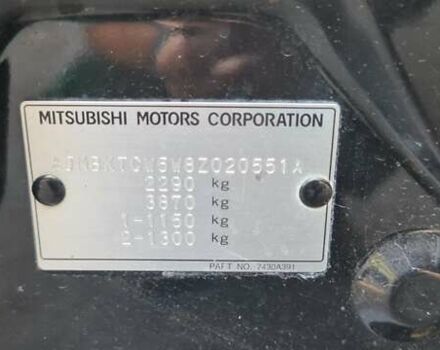 MITSUBISHI MOTORS CORPORATION
2290 kg
3870 kg
1-1150 kg
2-1300 kg
PART NO. 7430A391